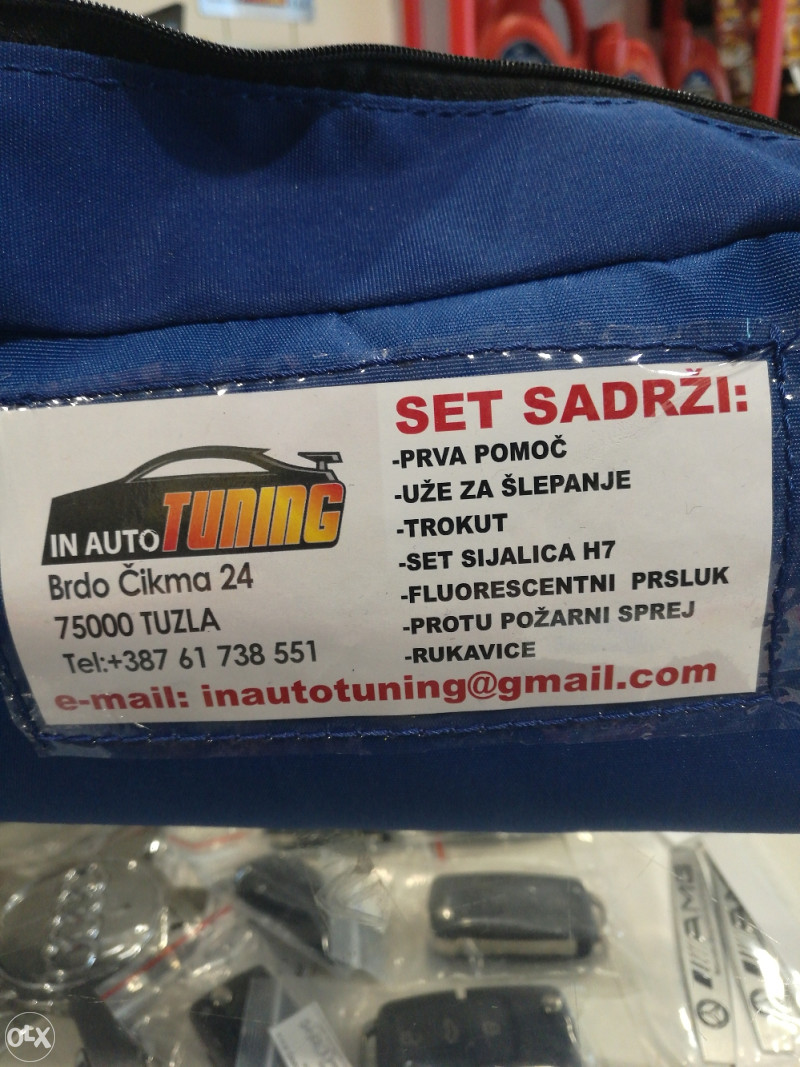 IN AUTO TUNING
Brdo Čikma 24
75000 TUZLA
Tel:+387 61 738 551
e-mail: inautotuning@gmail.com
SET SADRŽI:
-PRVA POMOČ
-UŽE ZA ŠLEPANJE
-TROKUT
-SET SIJALICA H7
-FLUORESCENTNI PRSLUK
-PROTU POŽARNI SPREJ
-RUKAVICE
AMG
OLX